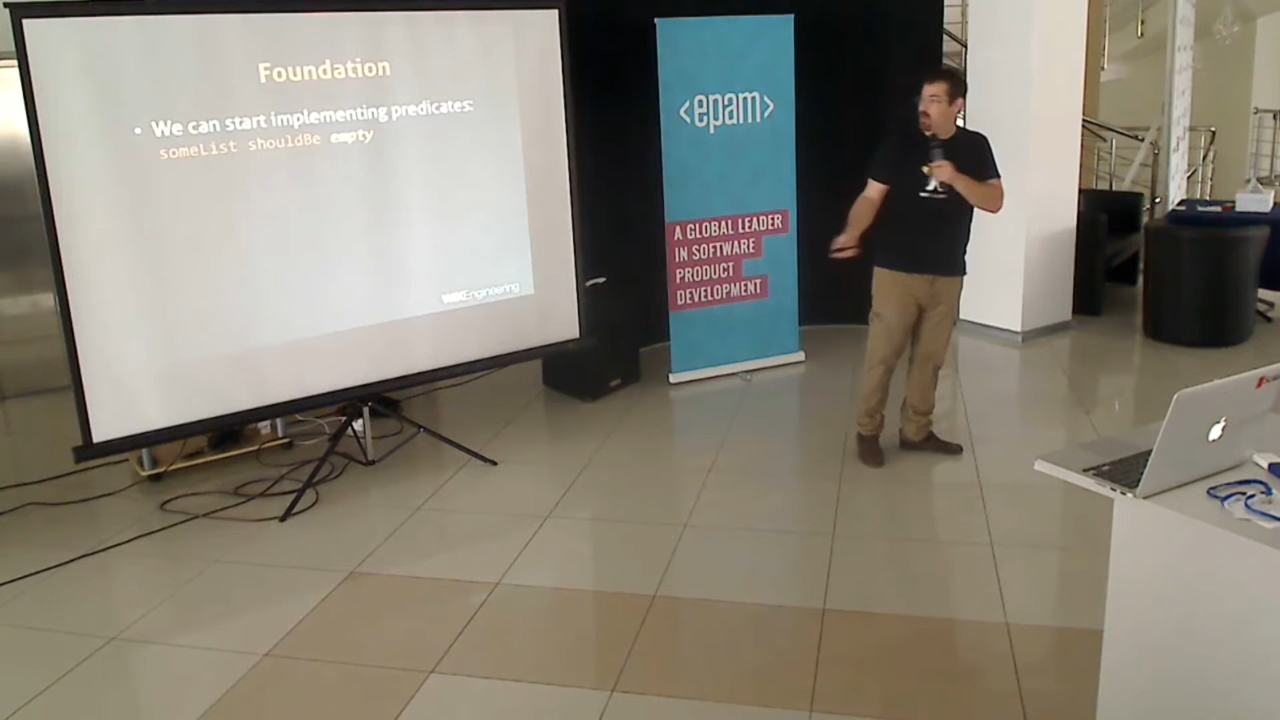 Foundation
• We can start implementing predicates:
someList shouldBe empty
WIXEngineering
<epam>
A GLOBAL LEADER
IN SOFTWARE
PRODUCT
DEVELOPMENT